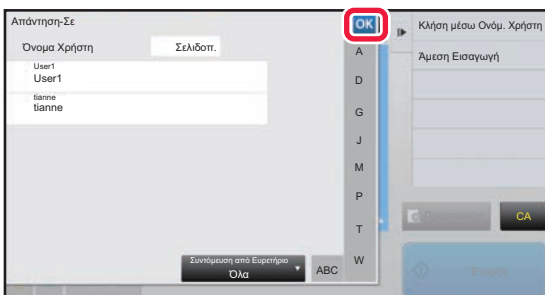 Απάντηση-Σε
OK
Όνομα Χρήστη
Σελιδοπ.
User1
User1
tianne
tianne
A
D
G
J
M
P
T
W
Συντόμευση από Ευρετήριο
Όλα
ABC
Κλήση μέσω Ονόμ. Χρήστη
Άμεση Εισαγωγή
CA